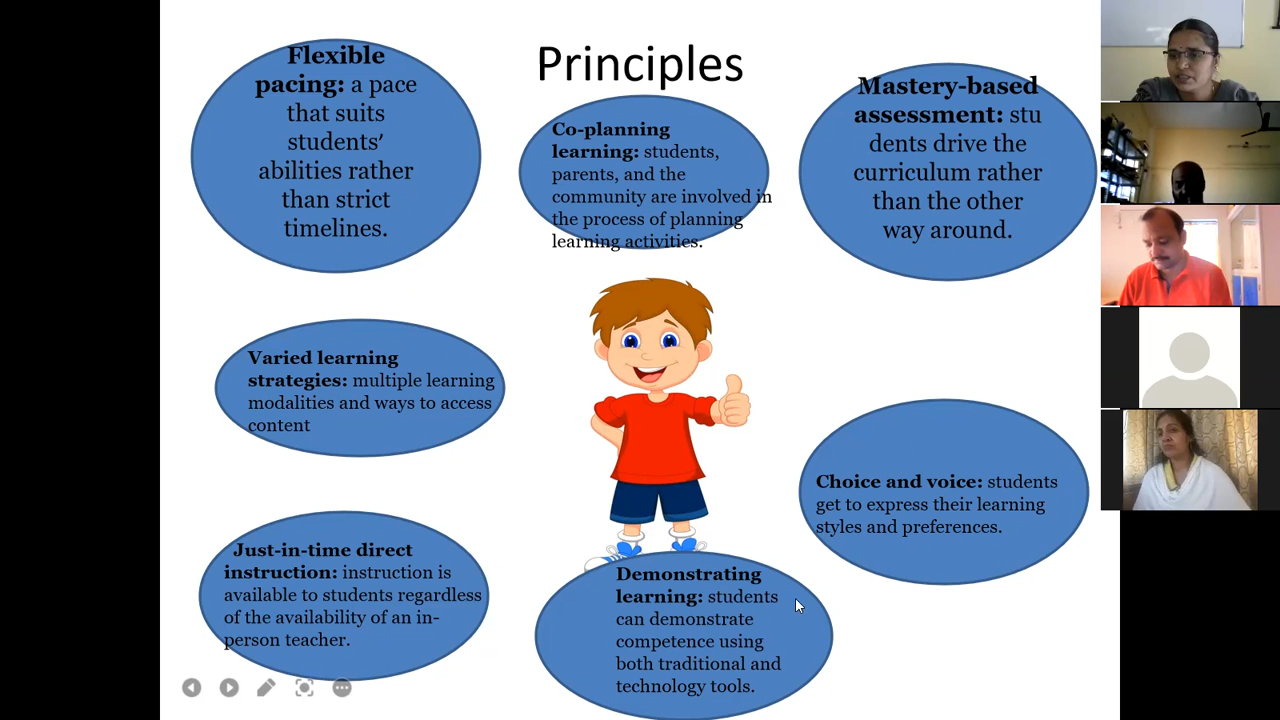 Principles
Flexible
pacing: a pace
that suits
students’
abilities rather
than strict
timelines.
Co-planning
learning: students,
parents, and the
community are involved in
the process of planning
learning activities.
Mastery-based
assessment: stu
dents drive the
curriculum rather
than the other
way around.
Varied learning
strategies: multiple learning
modalities and ways to access
content
Choice and voice: students
get to express their learning
styles and preferences.
Just-in-time direct
instruction: instruction is
available to students regardless
of the availability of an in-
person teacher.
Demonstrating
learning: students
can demonstrate
competence using
both traditional and
technology tools.